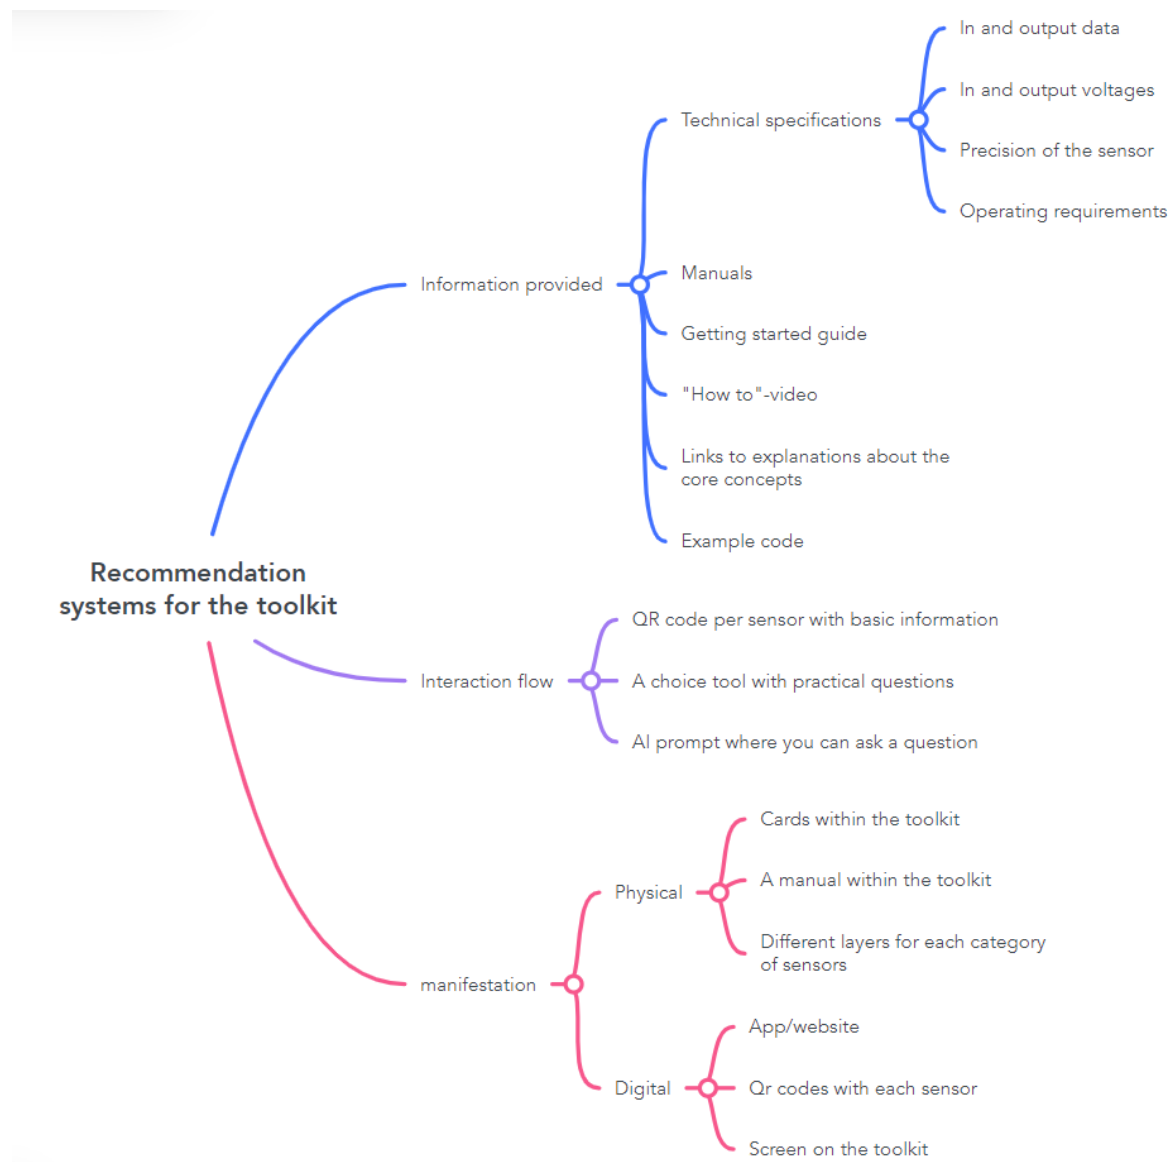 Recommendation
systems for the toolkit
Information provided
Technical specifications
In and output data
In and output voltages
Precision of the sensor
Operating requirements
Manuals
Getting started guide
"How to"-video
Links to explanations about the
core concepts
Example code
Interaction flow
QR code per sensor with basic information
A choice tool with practical questions
AI prompt where you can ask a question
manifestation
Physical
Cards within the toolkit
A manual within the toolkit
Different layers for each category
of sensors
Digital
App/website
Qr codes with each sensor
Screen on the toolkit